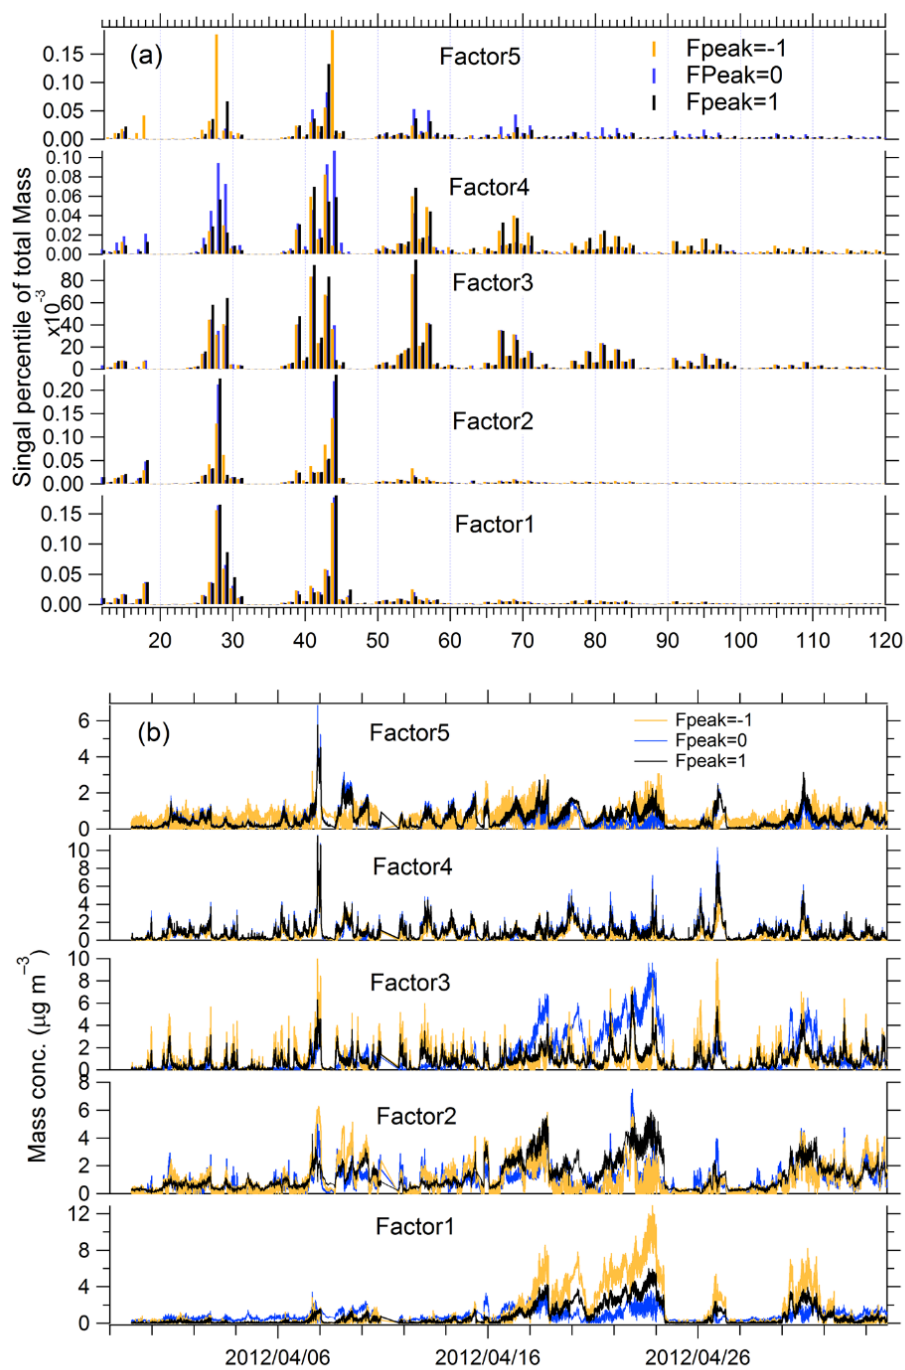 (a)
Factor5
Fpeak=-1
FPeak=0
Fpeak=1
0.15
0.10
0.05
0.00
Factor4
0.10
0.08
0.06
0.04
0.02
0.00
Factor3
80
60
40
20
0
x10⁻³
Factor2
0.20
0.15
0.10
0.05
0.00
Factor1
0.15
0.10
0.05
0.00
Singal percentile of total Mass
20 30 40 50 60 70 80 90 100 110 120
(b)
Factor5
Fpeak=-1
Fpeak=0
Fpeak=1
6
4
2
0
Factor4
10
8
6
4
2
0
Factor3
10
8
6
4
2
0
Factor2
8
6
4
2
0
Factor1
12
8
4
0
Mass conc. (μg m⁻³)
2012/04/06 2012/04/16 2012/04/26